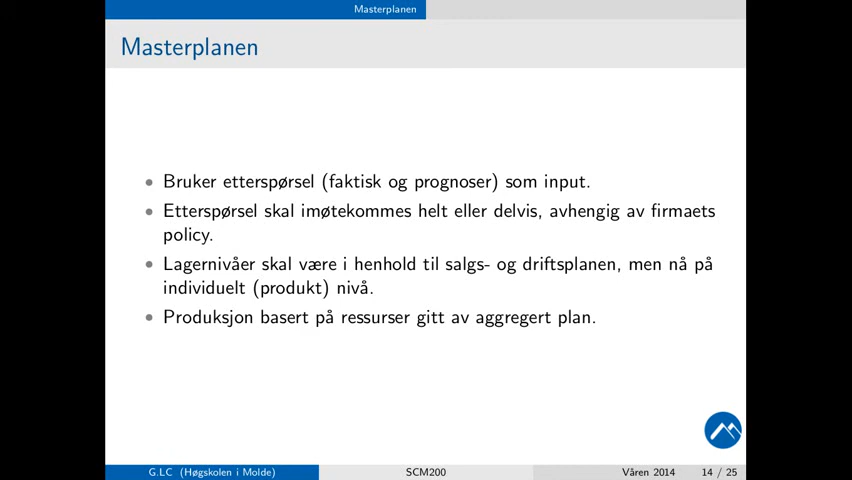 Masterplanen
Masterplanen
• Bruker etterspørsel (faktisk og prognoser) som input.
• Etterspørsel skal imøtekommes helt eller delvis, avhengig av firmaets
policy.
• Lagernivåer skal være i henhold til salgs- og driftsplanen, men nå på
individuelt (produkt) nivå.
• Produksjon basert på ressurser gitt av aggregert plan.
G.LC (Høgskolen i Molde) SCM200 Våren 2014 14 / 25